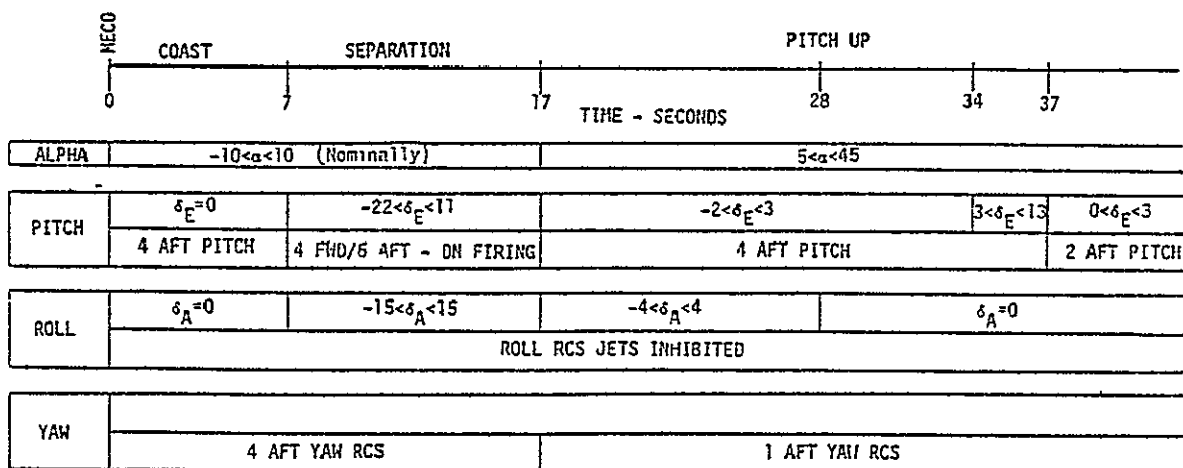 MECO
COAST SEPARATION PITCH UP
0 7 17 28 34 37
TIME - SECONDS
ALPHA -10<α<10 (Nominally) 5<α<45
PITCH δE=0 -22<δE<11 -2<δE<3 3<δE<13 0<δE<3
4 AFT PITCH 4 FWD/6 AFT - DN FIRING 4 AFT PITCH 2 AFT PITCH
ROLL δA=0 -15<δA<15 -4<δA<4 δA=0
ROLL RCS JETS INHIBITED
YAW
4 AFT YAW RCS 1 AFT YAW RCS